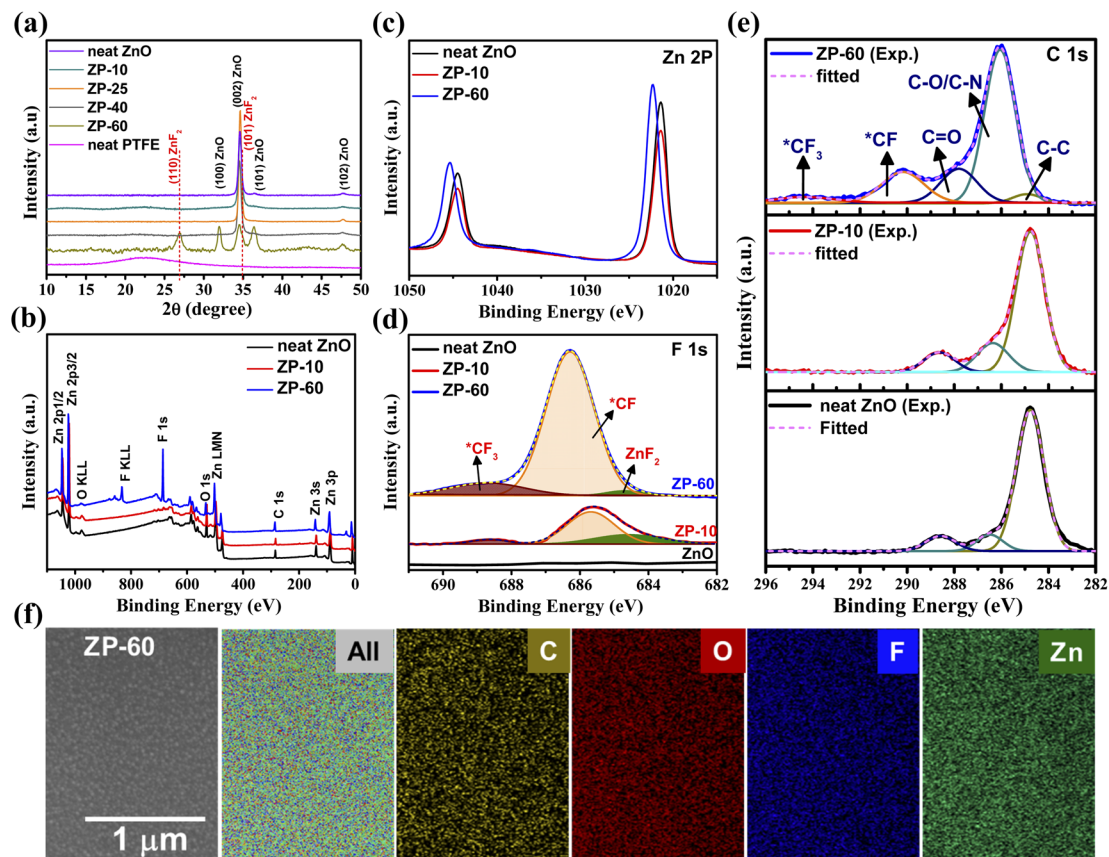 (a)
neat ZnO
ZP-10
ZP-25
ZP-40
ZP-60
neat PTFE
(110) ZnF2
(100) ZnO
(002) ZnO
(101) ZnF2
(101) ZnO
(102) ZnO
Intensity (a.u)
10 15 20 25 30 35 40 45 50
2θ (degree)
(b)
neat ZnO
ZP-10
ZP-60
Zn 2p1/2
Zn 2p3/2
O KLL
F KLL
F 1s
O 1s
Zn LMN
C 1s
Zn 3s
Zn 3p
Intensity (a.u.)
1000 800 600 400 200 0
Binding Energy (eV)
(c)
neat ZnO
ZP-10
ZP-60
Zn 2P
Intensity (a.u.)
1050 1040 1030 1020
Binding Energy (eV)
(d)
neat ZnO
ZP-10
ZP-60
F 1s
*CF3
*CF
ZnF2
ZP-60
ZP-10
ZnO
Intensity (a.u.)
690 688 686 684 682
Binding Energy (eV)
(e)
ZP-60 (Exp.)
fitted
C 1s
C-O/C-N
*CF3
*CF
C=O
C-C
ZP-10 (Exp.)
fitted
neat ZnO (Exp.)
Fitted
Intensity (a.u.)
296 294 292 290 288 286 284 282
Binding Energy (eV)
(f)
ZP-60
1 μm
All
C
O
F
Zn